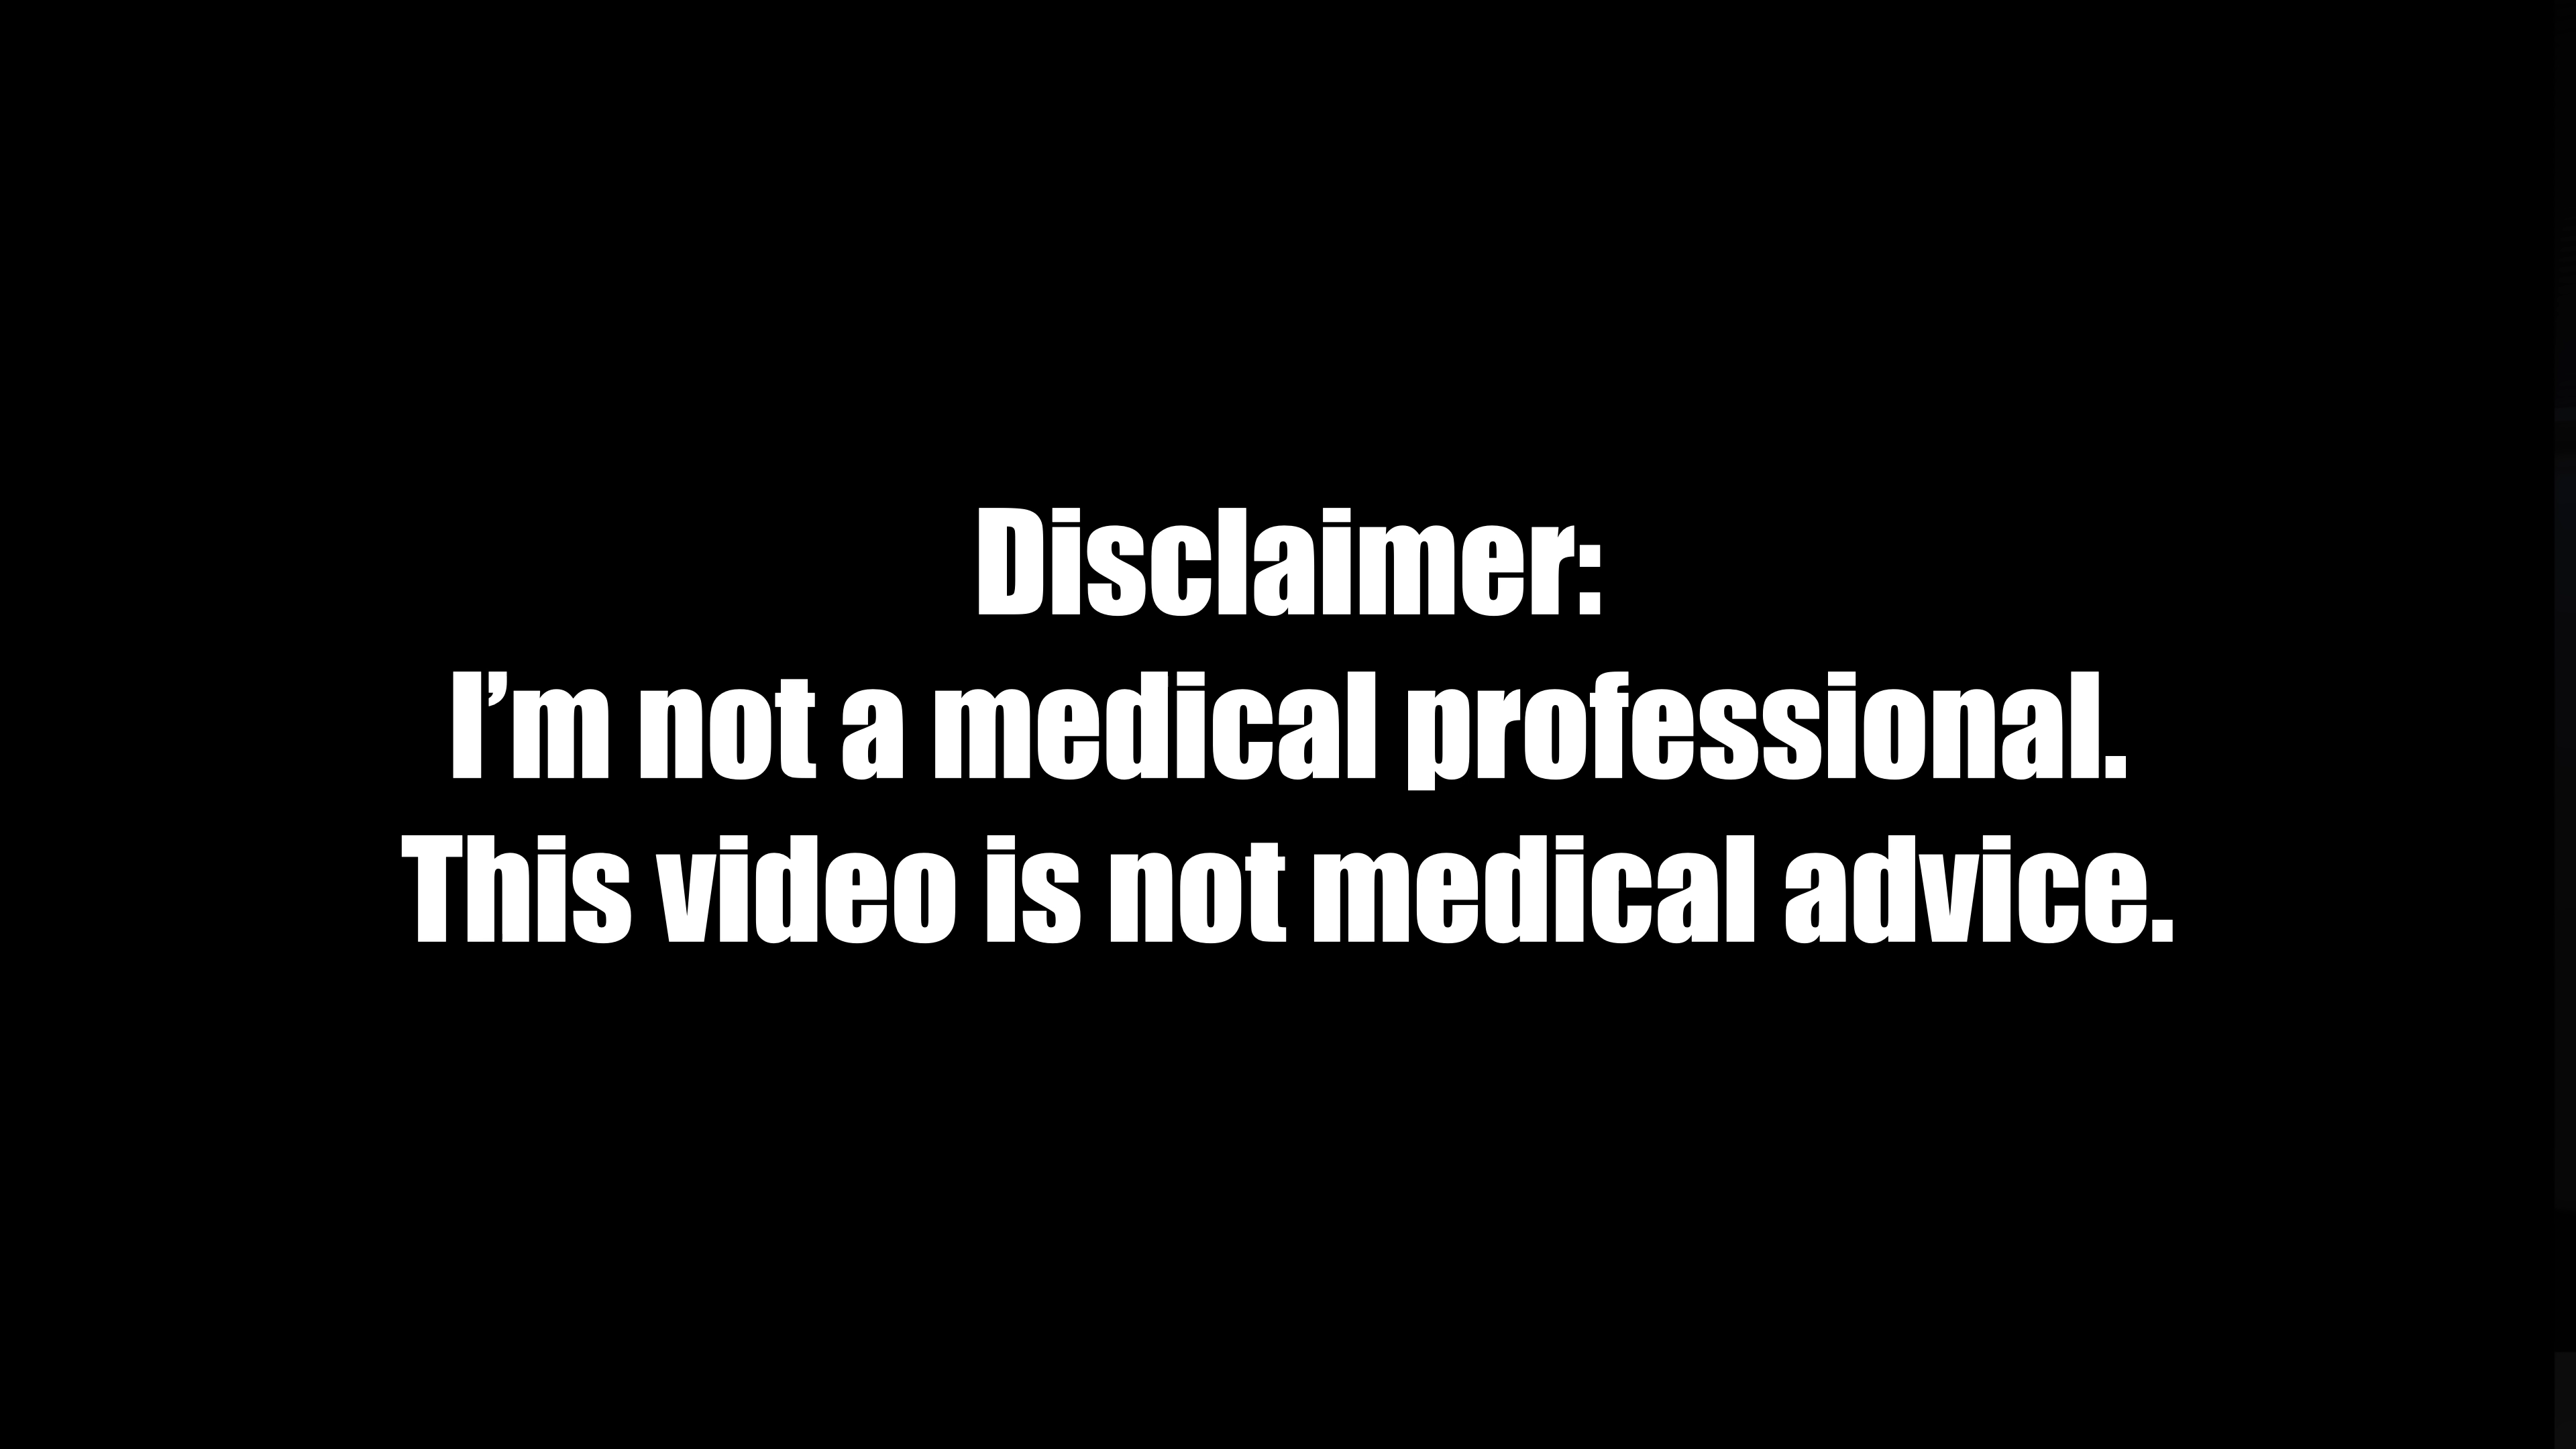 Disclaimer:
I’m not a medical professional.
This video is not medical advice.